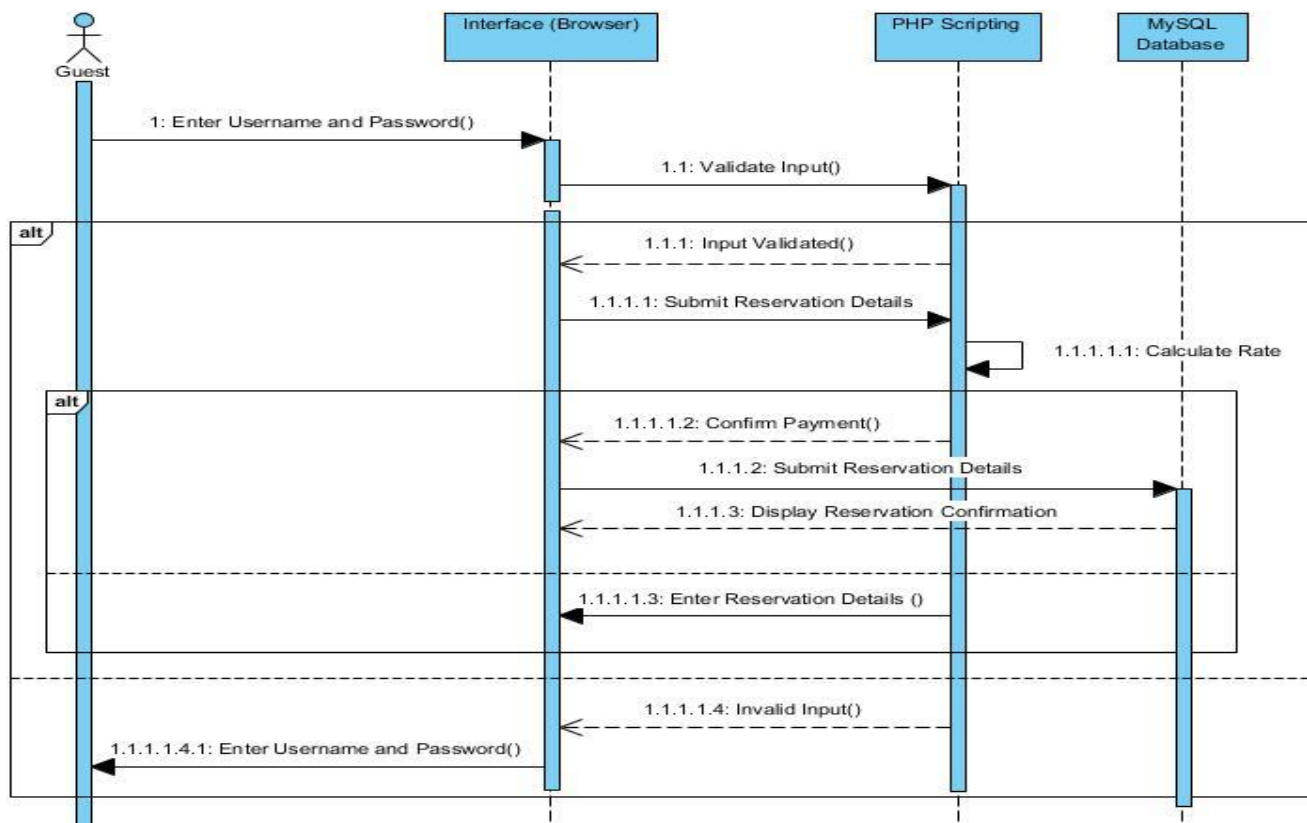 Interface (Browser)
PHP Scripting
MySQL
Database
Guest
1: Enter Username and Password()
1.1: Validate Input()
alt
1.1.1: Input Validated()
1.1.1.1: Submit Reservation Details
1.1.1.1.1: Calculate Rate
alt
1.1.1.1.2: Confirm Payment()
1.1.1.2: Submit Reservation Details
1.1.1.3: Display Reservation Confirmation
1.1.1.1.3: Enter Reservation Details ()
1.1.1.1.4: Invalid Input()
1.1.1.1.4.1: Enter Username and Password()